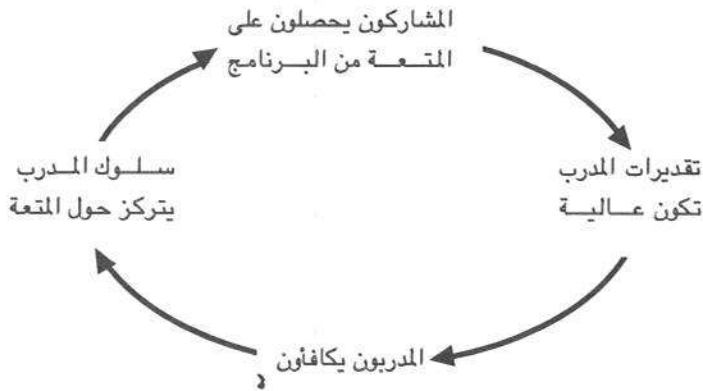 المشاركون يحصلون على
المتعة من البرنامج
تقديرات المدرب
تكون عالية
المدربون يكافأون
سلوك المدرب
يتركز حول المتعة